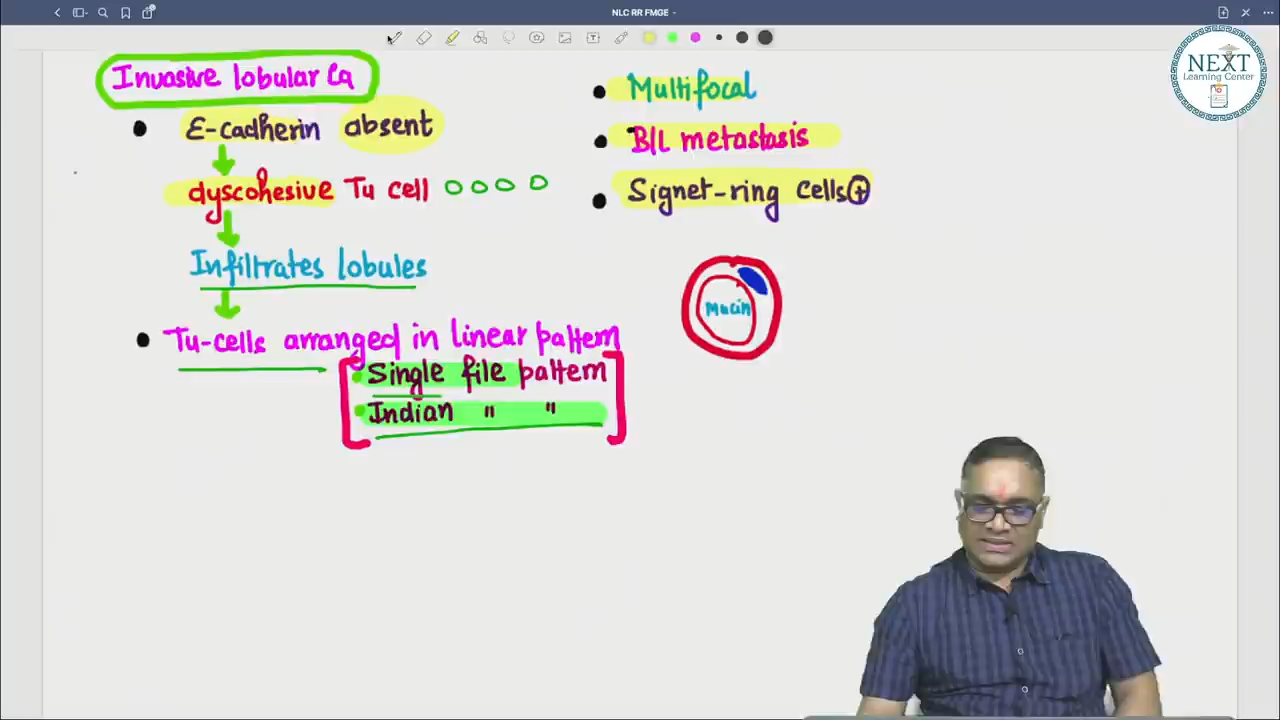 NLC RR FMGE
NEXT
Learning Center
Invasive lobular Ca
E-cadherin absent
dyscohesive Tu cell
Infiltrates lobules
Tu-cells arranged in linear pattern
Single file pattern
Indian " "
Multifocal
B/L metastasis
Signet-ring cells +
Mucin